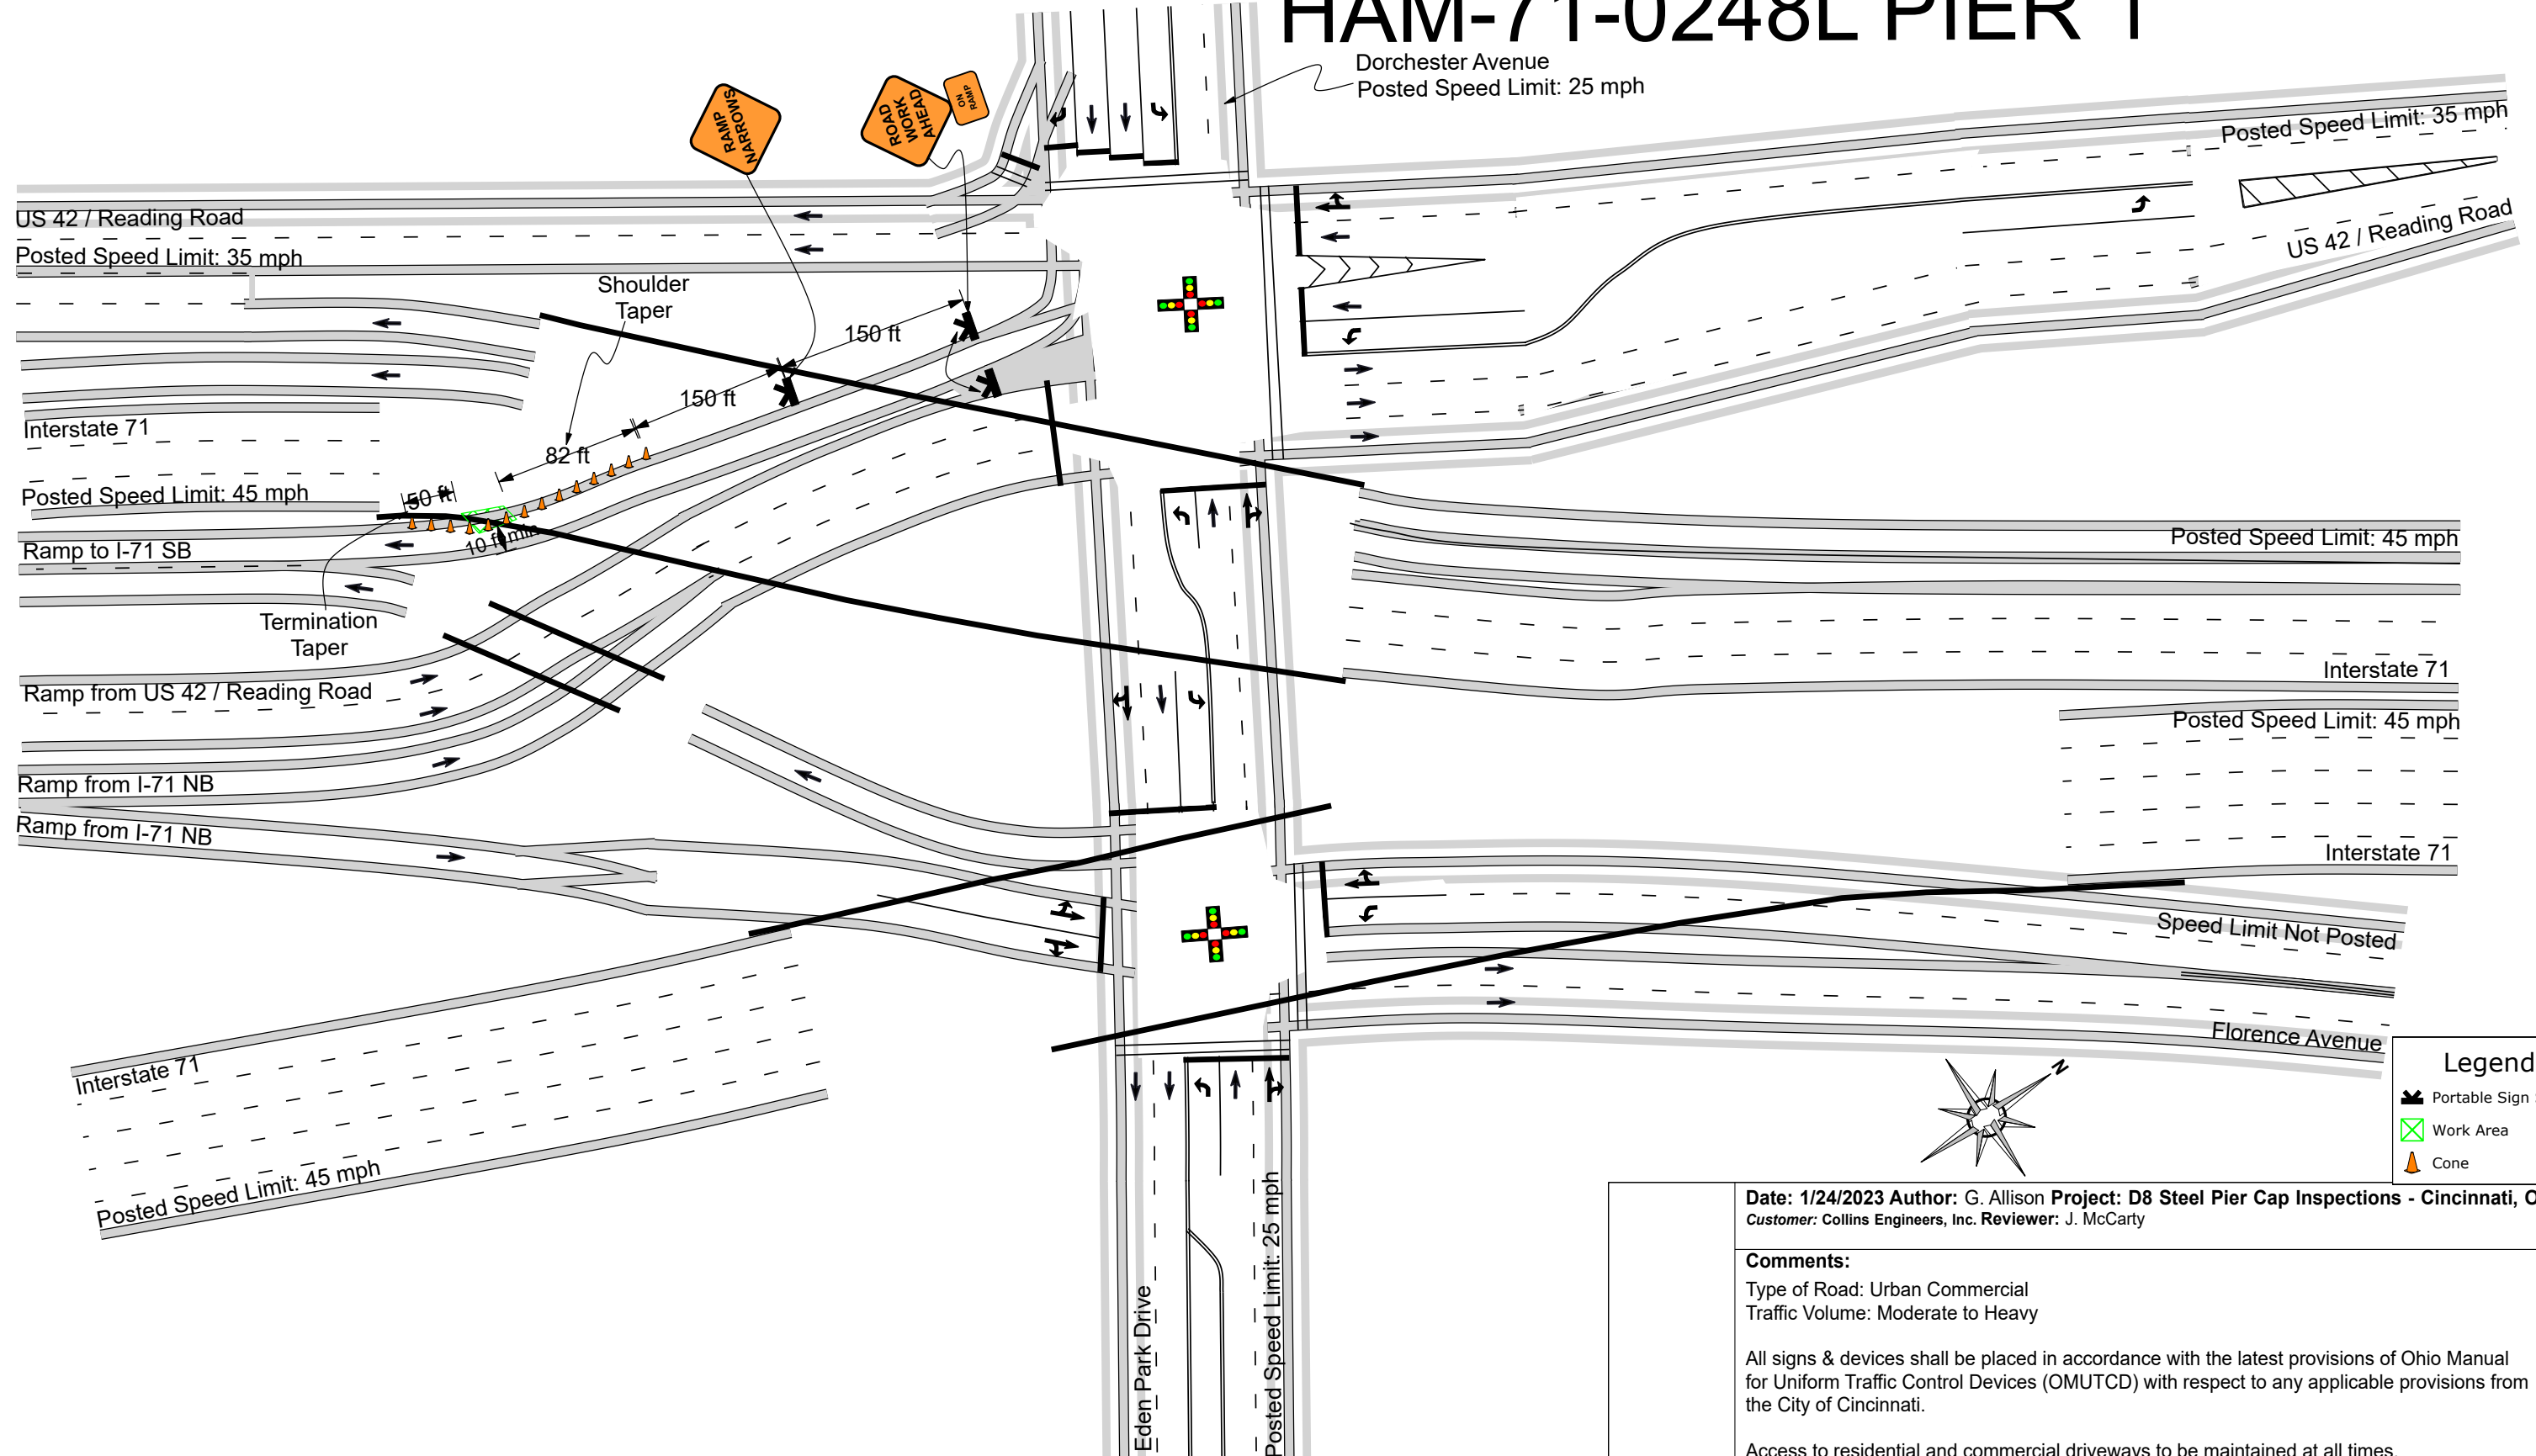 HAM-71-0248L PIER 1
Dorchester Avenue
Posted Speed Limit: 25 mph
RAMP
NARROWS
ROAD
WORK
AHEAD
ON
RAMP
Posted Speed Limit: 35 mph
US 42 / Reading Road
US 42 / Reading Road
Posted Speed Limit: 35 mph
Shoulder
Taper
150 ft
150 ft
82 ft
50 ft
10 ft min
Interstate 71
Posted Speed Limit: 45 mph
Ramp to I-71 SB
Termination
Taper
Posted Speed Limit: 45 mph
Interstate 71
Posted Speed Limit: 45 mph
Interstate 71
Ramp from US 42 / Reading Road
Ramp from I-71 NB
Ramp from I-71 NB
Speed Limit Not Posted
Florence Avenue
Interstate 71
Posted Speed Limit: 45 mph
Eden Park Drive
Posted Speed Limit: 25 mph
N
Legend
Portable Sign
Work Area
Cone
Date: 1/24/2023 Author: G. Allison Project: D8 Steel Pier Cap Inspections - Cincinnati, O
Customer: Collins Engineers, Inc. Reviewer: J. McCarty
Comments:
Type of Road: Urban Commercial
Traffic Volume: Moderate to Heavy
All signs & devices shall be placed in accordance with the latest provisions of Ohio Manual
for Uniform Traffic Control Devices (OMUTCD) with respect to any applicable provisions from
the City of Cincinnati.
Access to residential and commercial driveways to be maintained at all times.